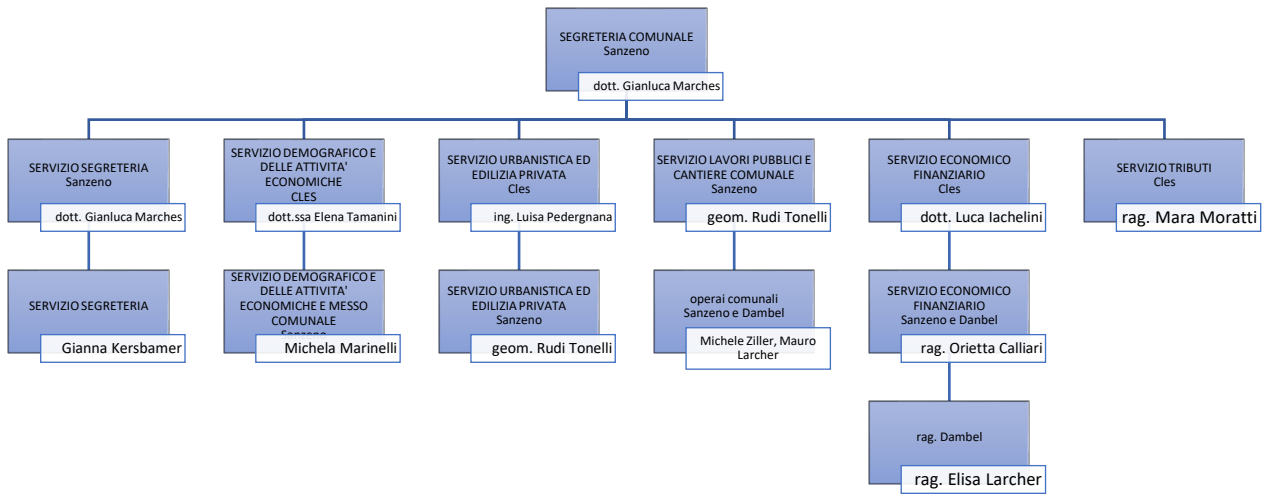 SEGRETERIA COMUNALE
Sanzeno
dott. Gianluca Marches
SERVIZIO SEGRETERIA
Sanzeno
dott. Gianluca Marches
SERVIZIO DEMOGRAFICO E
DELLE ATTIVITA'
ECONOMICHE
CLES
dott.ssa Elena Tamanini
SERVIZIO URBANISTICA ED
EDILIZIA PRIVATA
Cles
ing. Luisa Pedergnana
SERVIZIO LAVORI PUBBLICI E
CANTIERE COMUNALE
Sanzeno
geom. Rudi Tonelli
SERVIZIO ECONOMICO
FINANZIARIO
Cles
dott. Luca Iachelini
SERVIZIO TRIBUTI
Cles
rag. Mara Moratti
SERVIZIO SEGRETERIA
Gianna Kersbamer
SERVIZIO DEMOGRAFICO E
DELLE ATTIVITA'
ECONOMICHE E MESSO
COMUNALE
Sanzeno
Michela Marinelli
SERVIZIO URBANISTICA ED
EDILIZIA PRIVATA
Sanzeno
geom. Rudi Tonelli
operai comunali
Sanzeno e Dambel
Michele Ziller, Mauro
Larcher
SERVIZIO ECONOMICO
FINANZIARIO
Sanzeno e Danbel
rag. Orietta Calliari
rag. Dambel
rag. Elisa Larcher